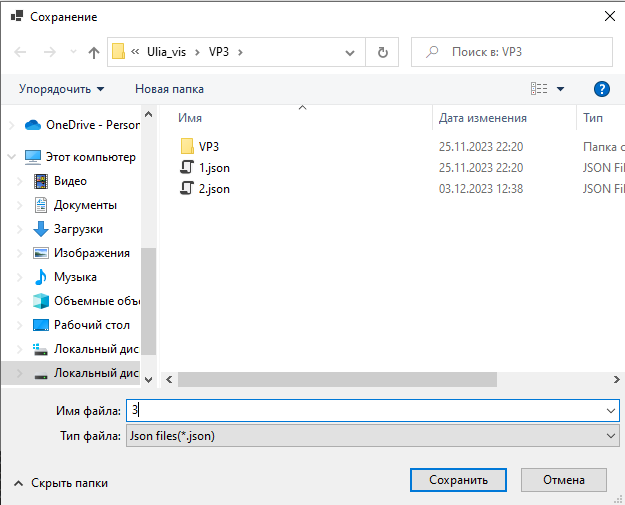 Сохранение
« Ulia_vis › VP3 ›
Поиск в: VP3
Упорядочить
Новая папка
Имя
Дата изменения
Тип
OneDrive - Person
Этот компьютер
Видео
Документы
Загрузки
Изображения
Музыка
Объемные объ
Рабочий стол
Локальный дис
Локальный дис
VP3 25.11.2023 22:20 Папка с
1.json 25.11.2023 22:20 JSON Fil
2.json 03.12.2023 12:38 JSON Fil
Имя файла: 3
Тип файла: Json files(*.json)
Скрыть папки
Сохранить
Отмена